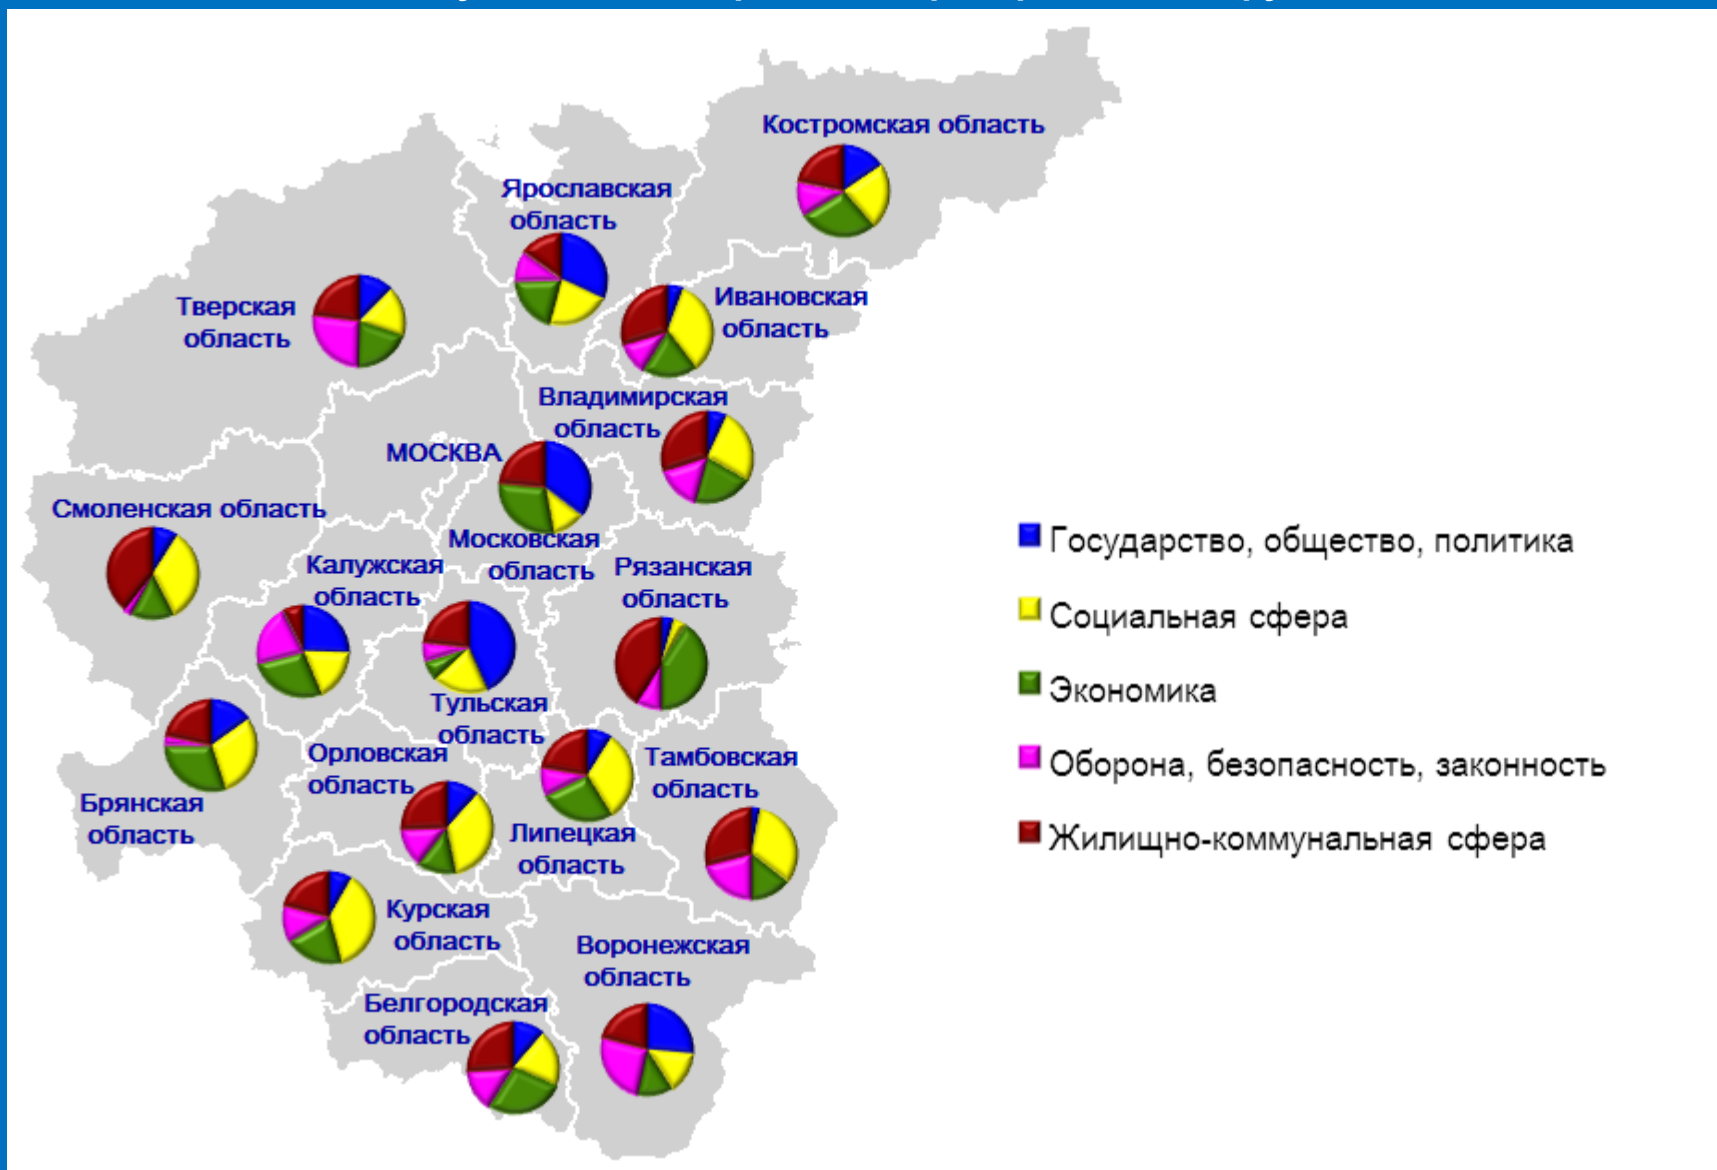 Костромская область
Ярославская
область
Ивановская
область
Тверская
область
Владимирская
область
МОСКВА
Смоленская область
Московская
область
Калужская
область
Рязанская
область
Тульская
область
Орловская
область
Тамбовская
область
Брянская
область
Липецкая
область
Курская
область
Воронежская
область
Белгородская
область
Государство, общество, политика
Социальная сфера
Экономика
Оборона, безопасность, законность
Жилищно-коммунальная сфера